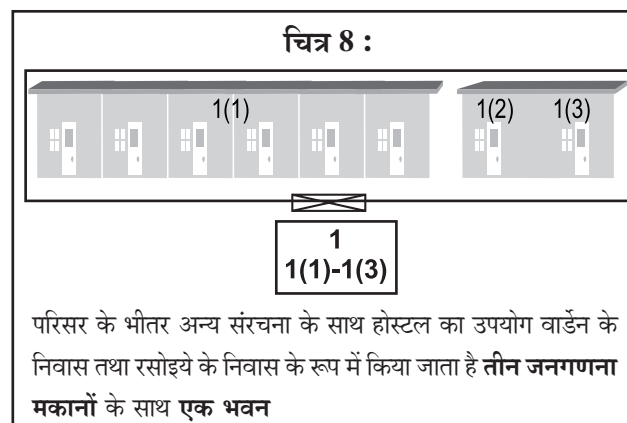 चित्र 8 :
1(1) 1(2) 1(3)
1
1(1)-1(3)
परिसर के भीतर अन्य संरचना के साथ होस्टल का उपयोग वार्डेन के
निवास तथा रसोइये के निवास के रूप में किया जाता है तीन जनगणना
मकानों के साथ एक भवन